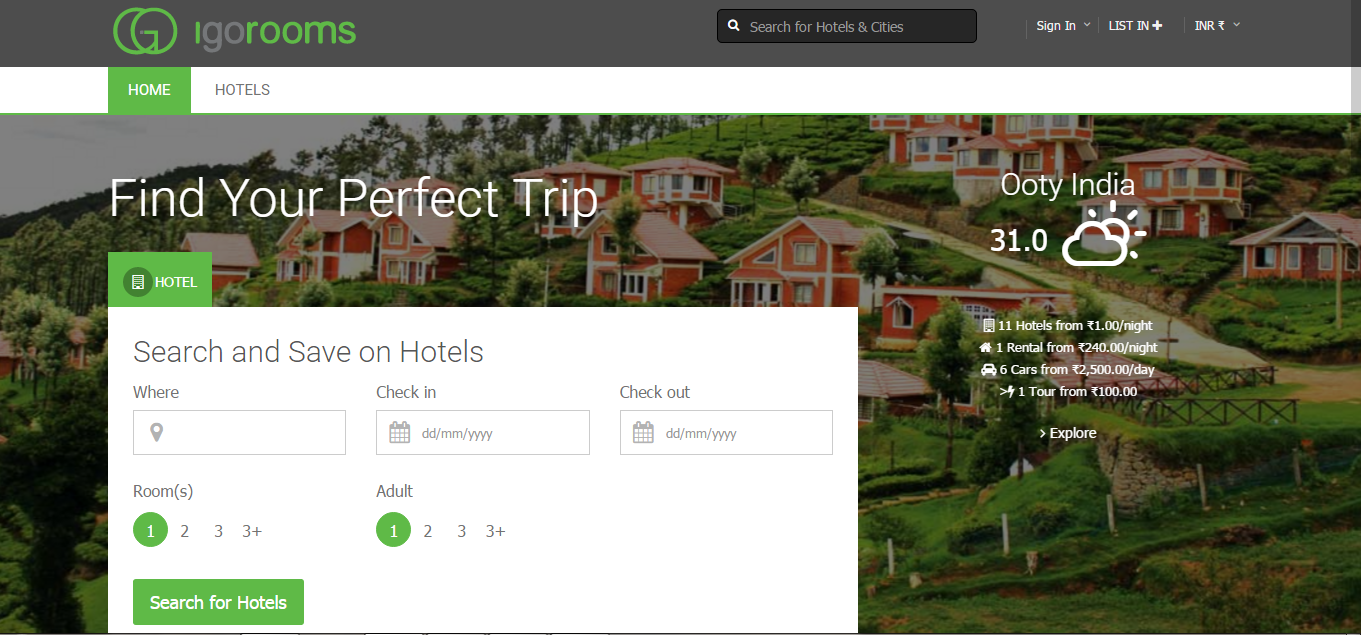 igorooms
Search for Hotels & Cities
Sign In
LIST IN
INR ₹
HOME
HOTELS
Find Your Perfect Trip
Ooty India
31.0
HOTEL
11 Hotels from ₹1.00/night
1 Rental from ₹240.00/night
6 Cars from ₹2,500.00/day
>
1 Tour from ₹100.00
Explore
Search and Save on Hotels
Where
Check in
Check out
dd/mm/yyyy
dd/mm/yyyy
Room(s)
Adult
1 2 3 3+
1 2 3 3+
Search for Hotels